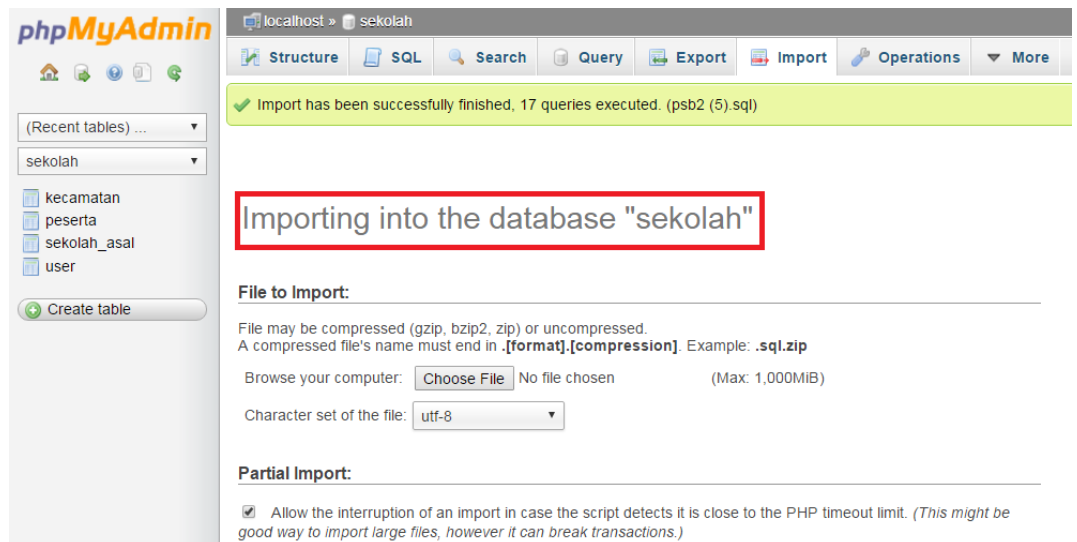 phpMyAdmin
localhost » sekolah
Structure SQL Search Query Export Import Operations More
Import has been successfully finished, 17 queries executed. (psb2 (5).sql)
(Recent tables) ...
sekolah
kecamatan
peserta
sekolah_asal
user
Create table
Importing into the database "sekolah"
File to Import:
File may be compressed (gzip, bzip2, zip) or uncompressed.
A compressed file's name must end in .[format].[compression]. Example: .sql.zip
Browse your computer: Choose File No file chosen (Max: 1,000MiB)
Character set of the file: utf-8
Partial Import:
Allow the interruption of an import in case the script detects it is close to the PHP timeout limit. (This might be
good way to import large files, however it can break transactions.)